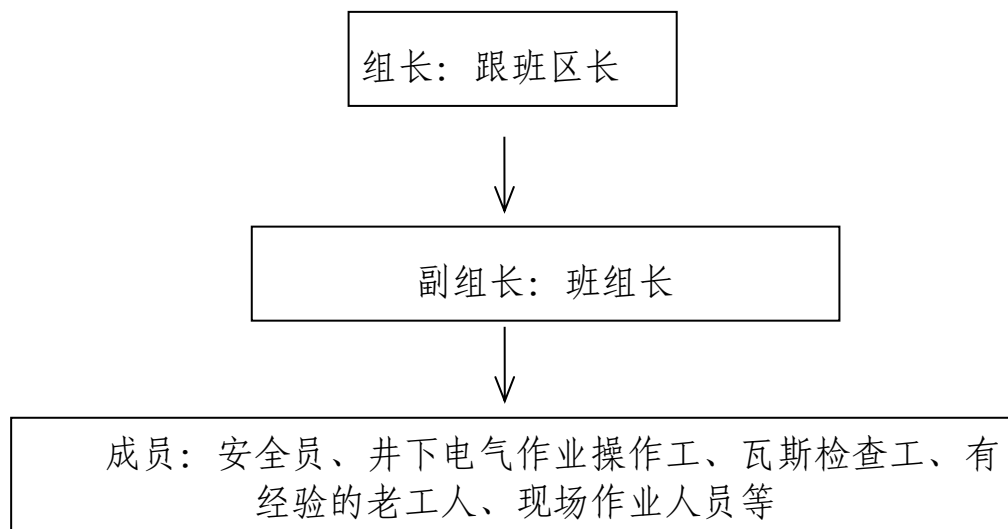 组长：跟班区长
副组长：班组长
成员：安全员、井下电气作业操作工、瓦斯检查工、有
经验的老工人、现场作业人员等